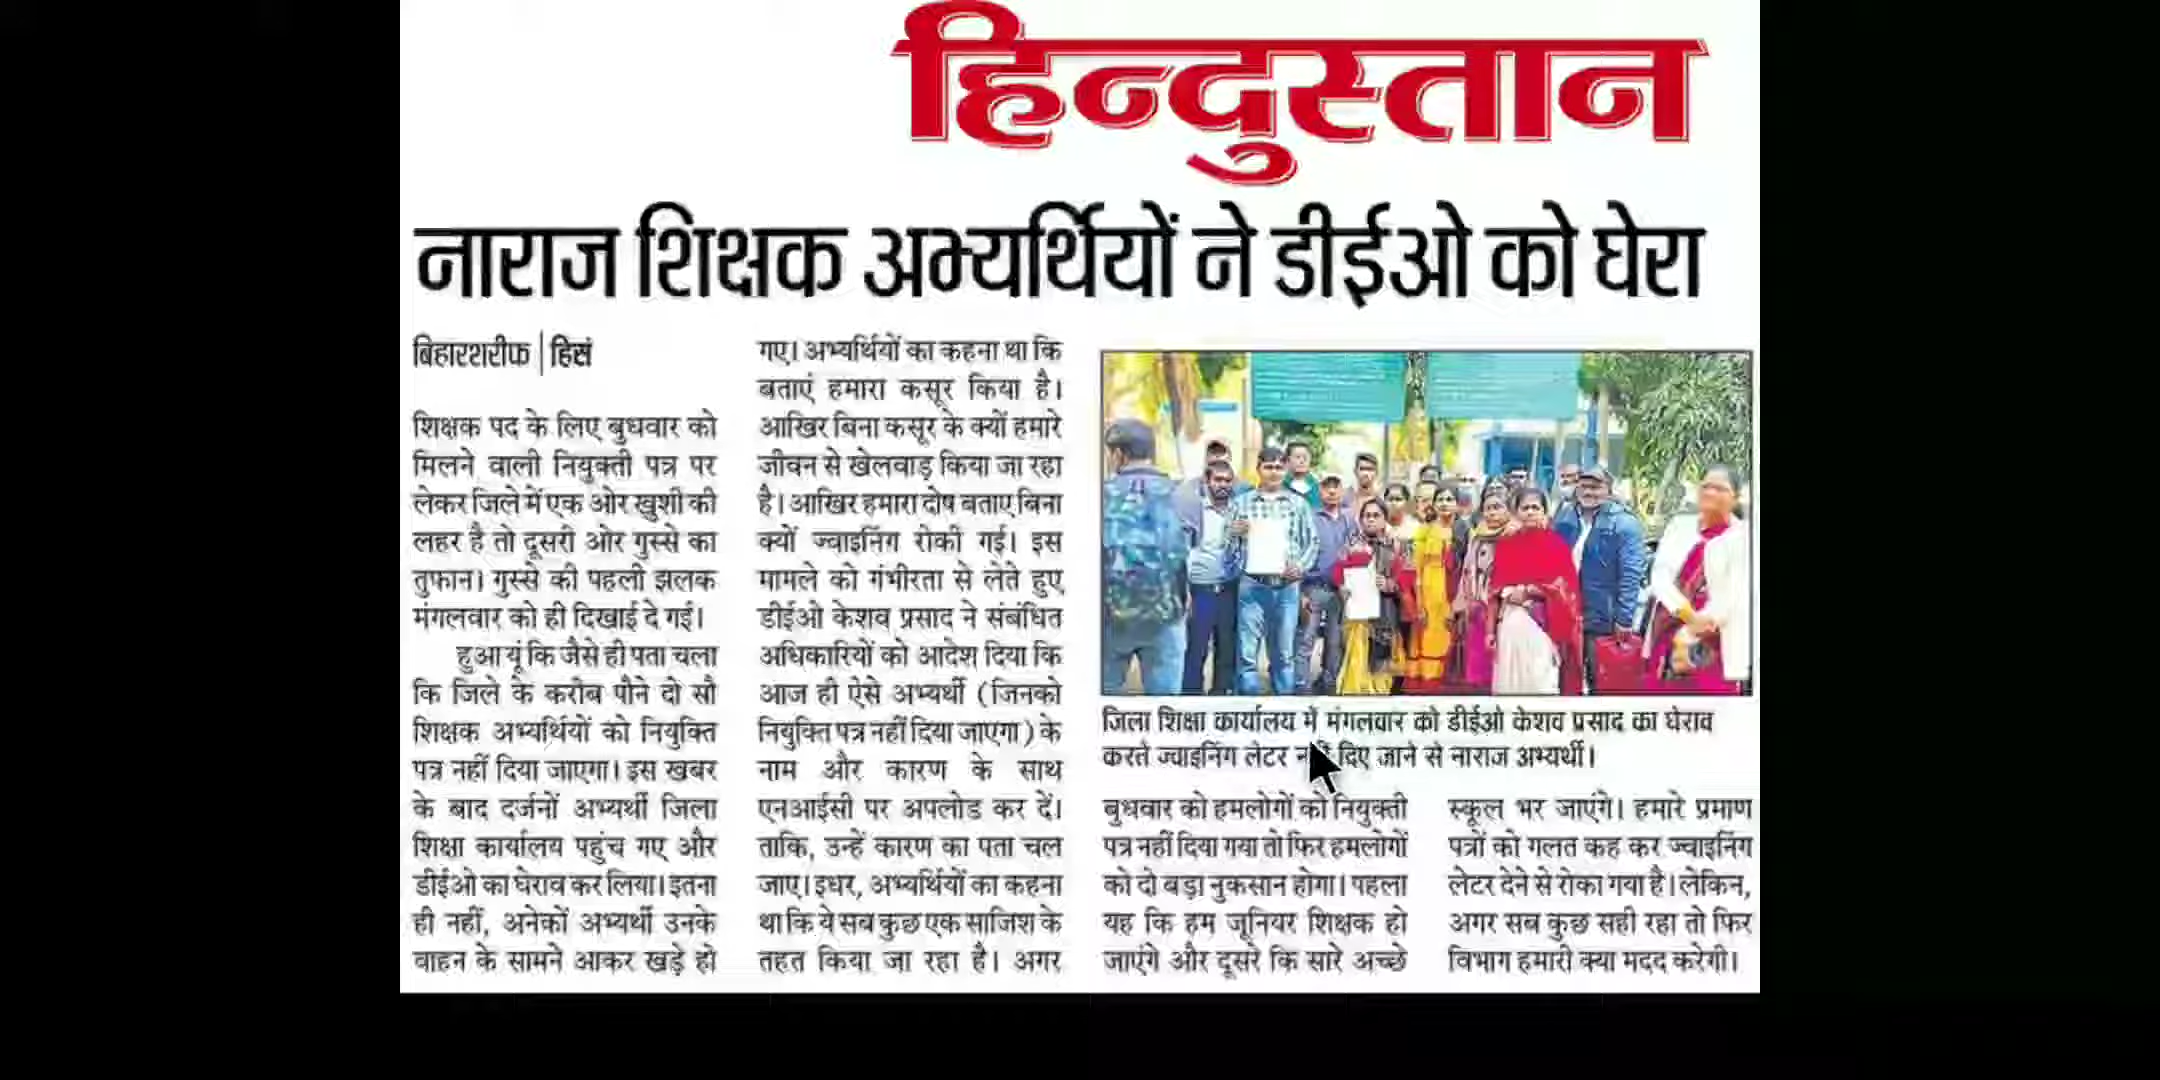 हिन्दुस्तान
नाराज शिक्षक अभ्यर्थियों ने डीईओ को घेरा
बिहारशरीफ | हिसं
शिक्षक पद के लिए बुधवार को
मिलने वाली नियुक्ती पत्र पर
लेकर जिले में एक ओर खुशी की
लहर है तो दूसरी ओर गुस्से का
तुफान। गुस्से की पहली झलक
मंगलवार को ही दिखाई दे गई।
हुआ यूं कि जैसे ही पता चला
कि जिले के करीब पौने दो सौ
शिक्षक अभ्यर्थियों को नियुक्ति
पत्र नहीं दिया जाएगा। इस खबर
के बाद दर्जनों अभ्यर्थी जिला
शिक्षा कार्यालय पहुंच गए और
डीईओ का घेराव कर लिया। इतना
ही नहीं, अनेकों अभ्यर्थी उनके
वाहन के सामने आकर खड़े हो
गए। अभ्यर्थियों का कहना था कि
बताएं हमारा कसूर किया है।
आखिर बिना कसूर के क्यों हमारे
जीवन से खेलवाड़ किया जा रहा
है। आखिर हमारा दोष बताए बिना
क्यों ज्वाइनिंग रोकी गई। इस
मामले को गंभीरता से लेते हुए
डीईओ केशव प्रसाद ने संबंधित
अधिकारियों को आदेश दिया कि
आज ही ऐसे अभ्यर्थी (जिनको
नियुक्ति पत्र नहीं दिया जाएगा) के
नाम और कारण के साथ
एनआईसी पर अपलोड कर दें।
ताकि, उन्हें कारण का पता चल
जाए। इधर, अभ्यर्थियों का कहना
था कि ये सब कुछ एक साजिश के
तहत किया जा रहा है। अगर
जिला शिक्षा कार्यालय में मंगलवार को डीईओ केशव प्रसाद का घेराव
करते ज्वाइनिंग लेटर दिए जाने से नाराज अभ्यर्थी।
बुधवार को हमलोगों को नियुक्ती
पत्र नहीं दिया गया तो फिर हमलोगों
को दो बड़ा नुकसान होगा। पहला
यह कि हम जूनियर शिक्षक हो
जाएंगे और दूसरे कि सारे अच्छे
स्कूल भर जाएंगे। हमारे प्रमाण
पत्रों को गलत कह कर ज्वाइनिंग
लेटर देने से रोका गया है। लेकिन,
अगर सब कुछ सही रहा तो फिर
विभाग हमारी क्या मदद करेगी।